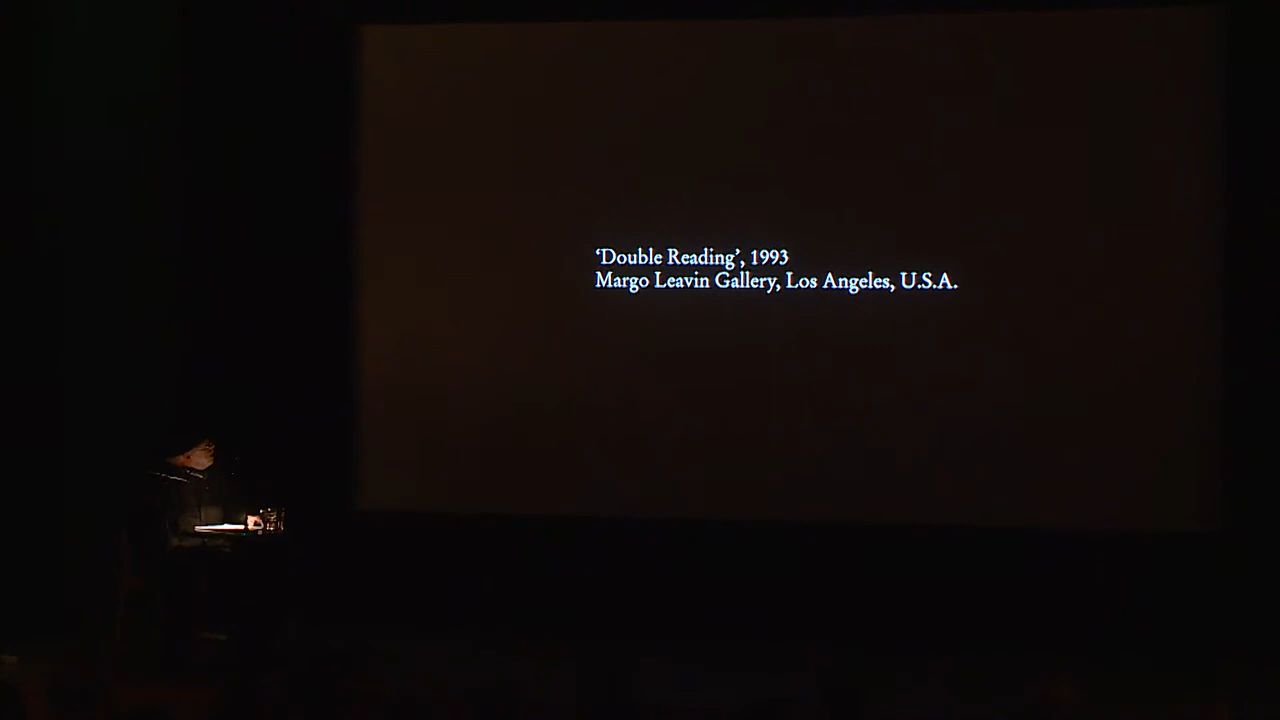 ‘Double Reading’, 1993
Margo Leavin Gallery, Los Angeles, U.S.A.